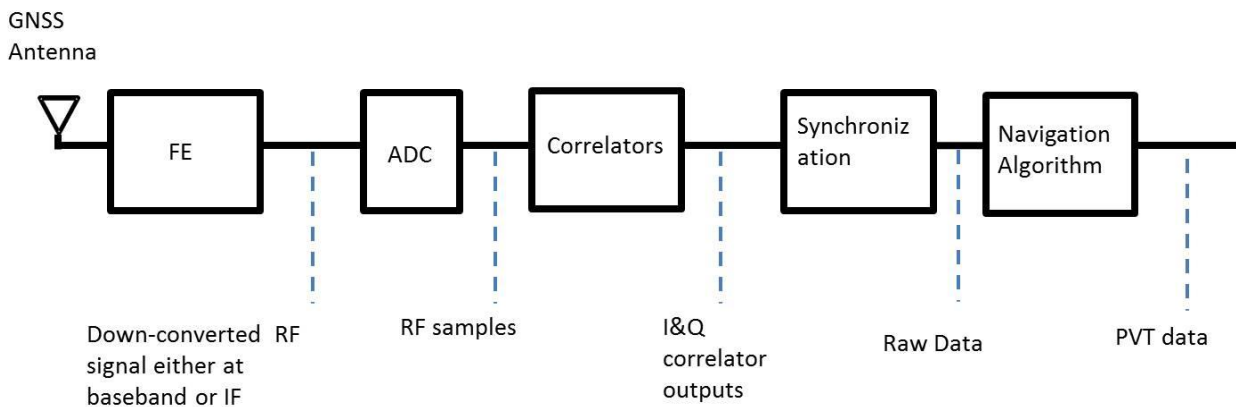 GNSS
Antenna
FE
ADC
Correlators
Synchroniz
ation
Navigation
Algorithm
Down-converted RF
signal either at
baseband or IF
RF samples
I&Q
correlator
outputs
Raw Data
PVT data